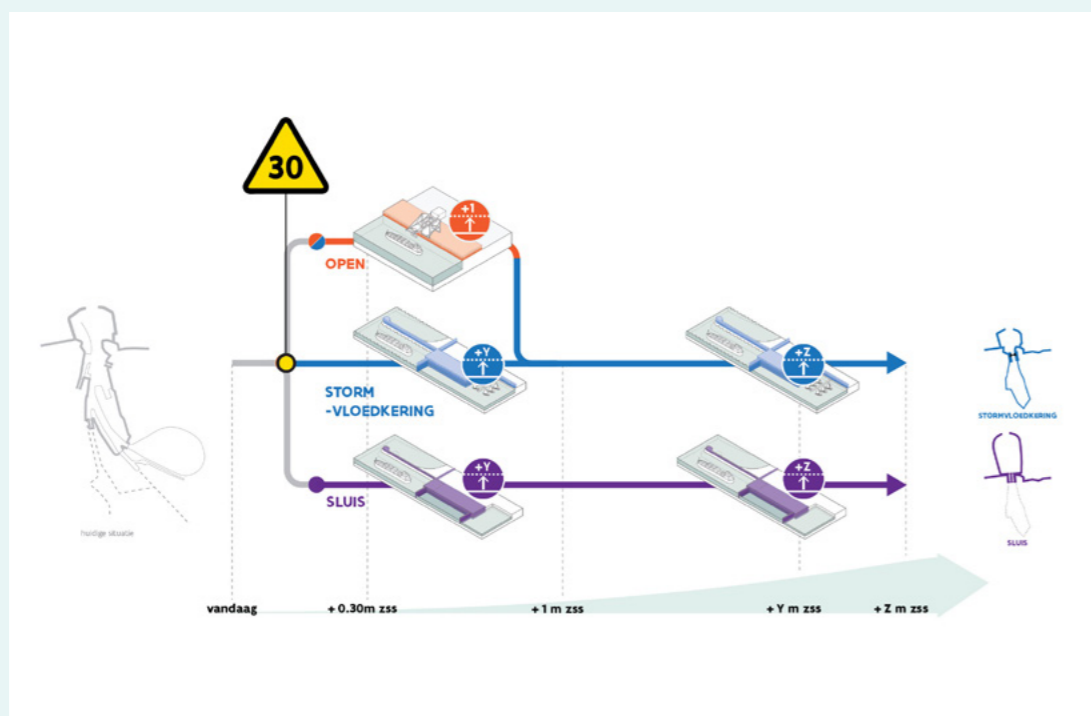 30
+1
OPEN
+Y
+Z
STORM
-VLOEDKERING
STORMVLOEDKERING
+Y
+Z
SLUIS
huidige situatie
SLUIS
vandaag
+ 0.30m zss
+ 1 m zss
+ Y m zss
+ Z m zss